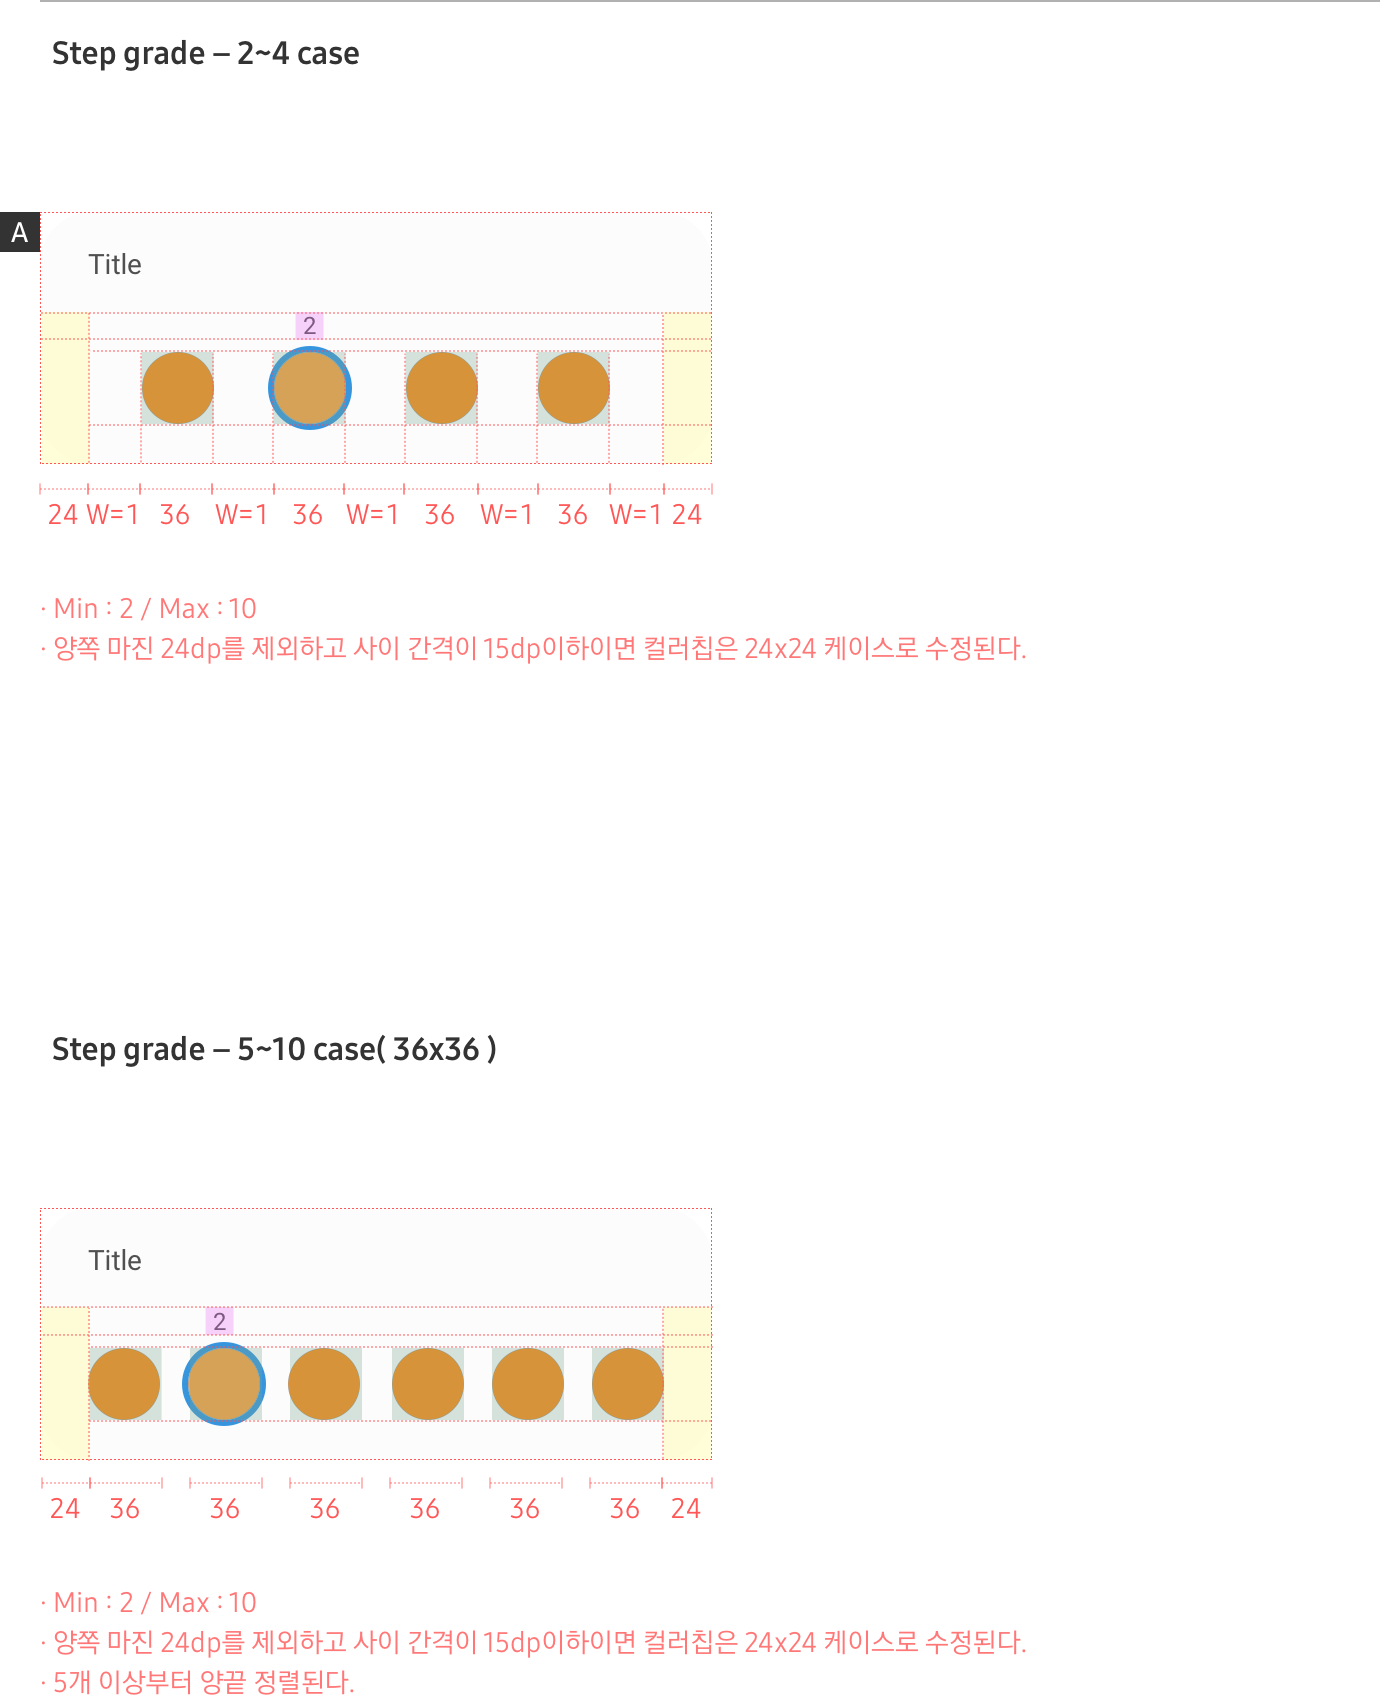 Step grade – 2~4 case
A
Title
2
24 W=1 36 W=1 36 W=1 36 W=1 36 W=1 24
· Min : 2 / Max : 10
· 양쪽 마진 24dp를 제외하고 사이 간격이 15dp이하이면 컬러칩은 24x24 케이스로 수정된다.
Step grade – 5~10 case( 36x36 )
Title
2
24 36 36 36 36 36 36 24
· Min : 2 / Max : 10
· 양쪽 마진 24dp를 제외하고 사이 간격이 15dp이하이면 컬러칩은 24x24 케이스로 수정된다.
· 5개 이상부터 양끝 정렬된다.